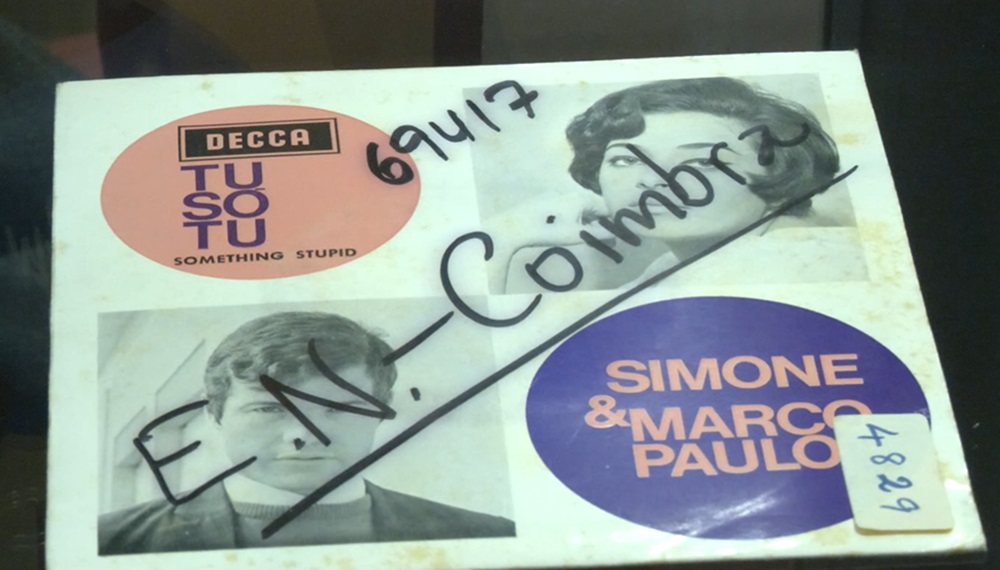 DECCA
TU
SÓ
TU
SOMETHING STUPID
69417
E.N.-Coimbra
SIMONE
& MARCO
PAULO
4829